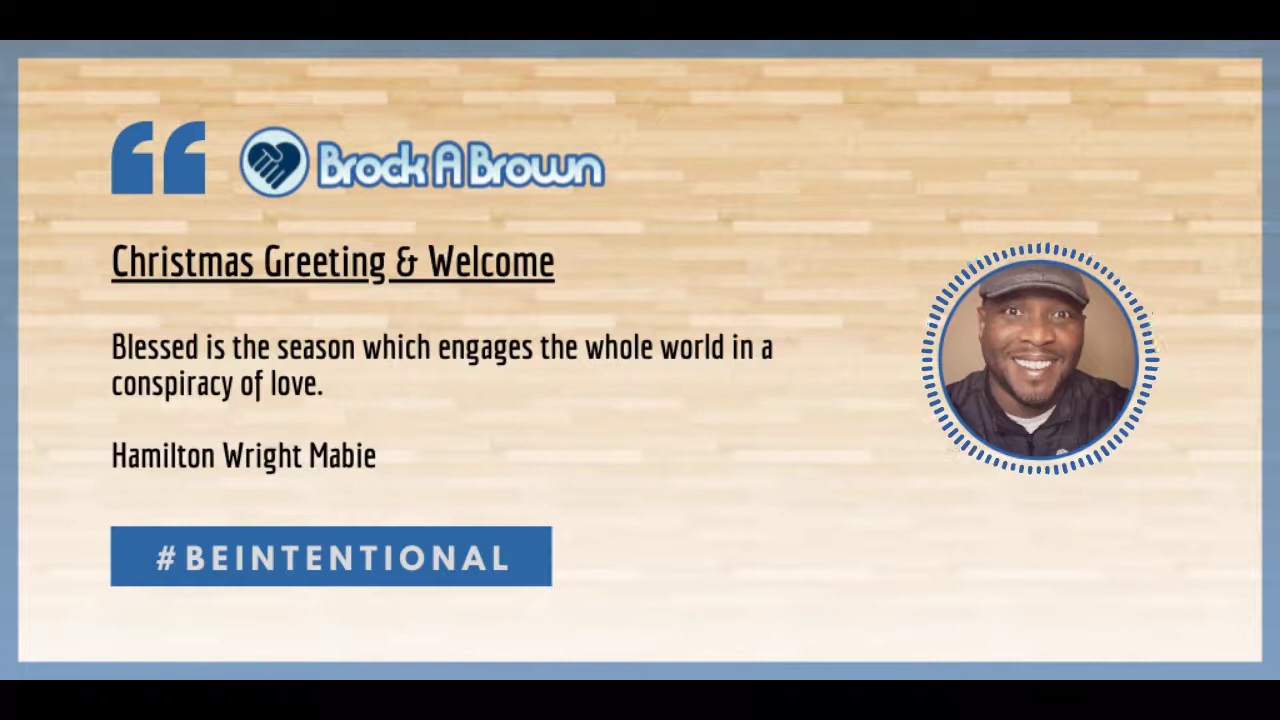 Brock A Brown
Christmas Greeting & Welcome
Blessed is the season which engages the whole world in a
conspiracy of love.
Hamilton Wright Mabie
#BEINTENTIONAL